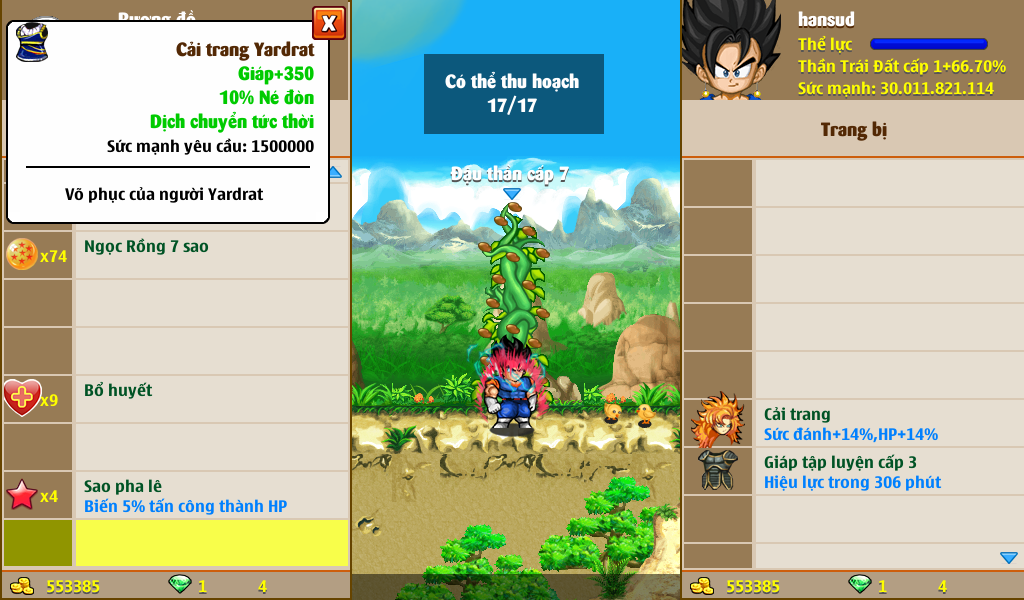 Rương đồ
X
Cải trang Yardrat
Giáp+350
10% Né đòn
Dịch chuyển tức thời
Sức mạnh yêu cầu: 1500000
Võ phục của người Yardrat
x74
Ngọc Rồng 7 sao
x9
Bổ huyết
x4
Sao pha lê
Biến 5% tấn công thành HP
553385
1
4
Có thể thu hoạch
17/17
Đậu thần cấp 7
hansud
Thể lực
Thần Trái Đất cấp 1+66.70%
Sức mạnh: 30.011.821.114
Trang bị
Cải trang
Sức đánh+14%,HP+14%
Giáp tập luyện cấp 3
Hiệu lực trong 306 phút
553385
1
4